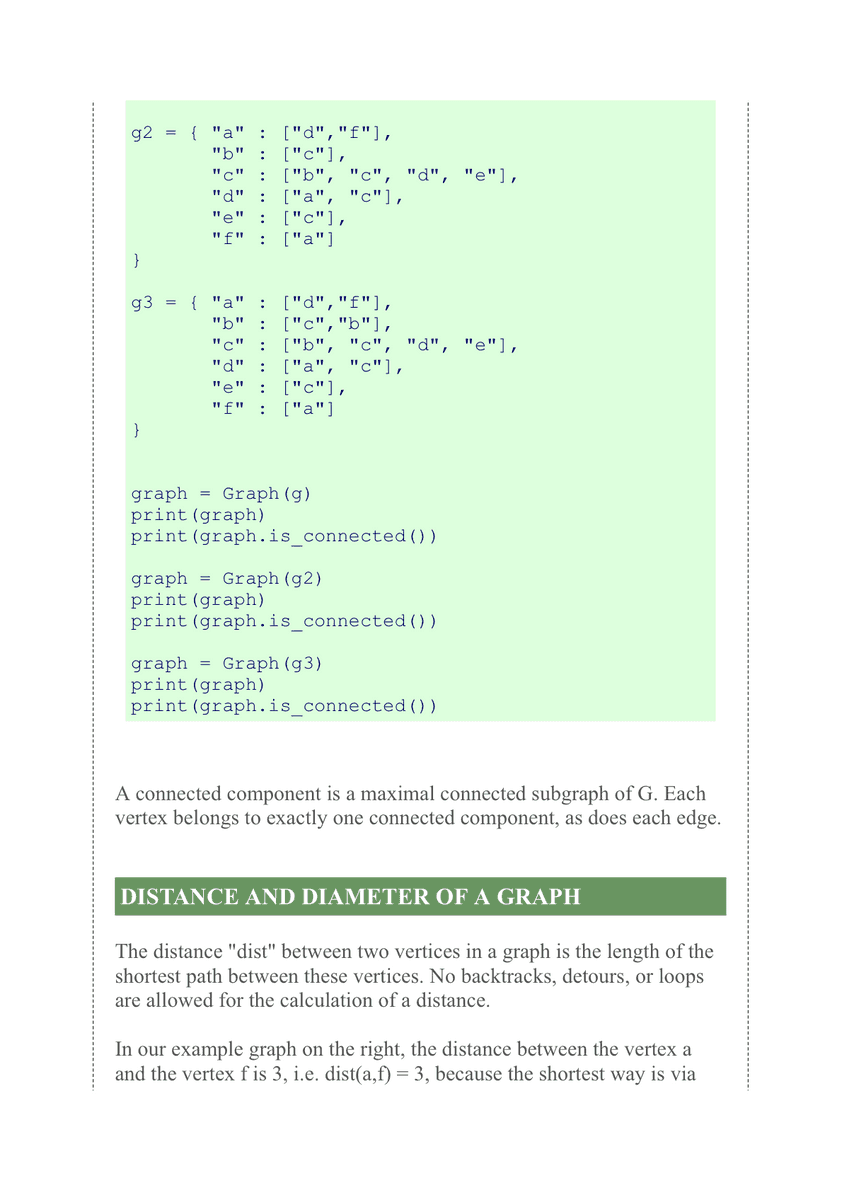 g2 = { "a" : ["d","f"],
       "b" : ["c"],
       "c" : ["b", "c", "d", "e"],
       "d" : ["a", "c"],
       "e" : ["c"],
       "f" : ["a"]
}
g3 = { "a" : ["d","f"],
       "b" : ["c","b"],
       "c" : ["b", "c", "d", "e"],
       "d" : ["a", "c"],
       "e" : ["c"],
       "f" : ["a"]
}
graph = Graph(g)
print(graph)
print(graph.is_connected())
graph = Graph(g2)
print(graph)
print(graph.is_connected())
graph = Graph(g3)
print(graph)
print(graph.is_connected())
A connected component is a maximal connected subgraph of G. Each
vertex belongs to exactly one connected component, as does each edge.
DISTANCE AND DIAMETER OF A GRAPH
The distance "dist" between two vertices in a graph is the length of the
shortest path between these vertices. No backtracks, detours, or loops
are allowed for the calculation of a distance.
In our example graph on the right, the distance between the vertex a
and the vertex f is 3, i.e. dist(a,f) = 3, because the shortest way is via